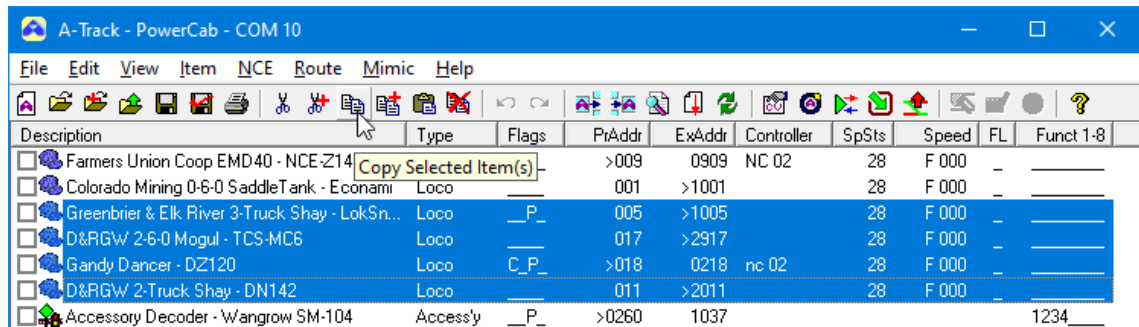 A-Track - PowerCab - COM 10
File Edit View Item NCE Route Mimic Help
Description Type Flags PrAddr ExAddr Controller SpSts Speed FL Funct 1-8
Farmers Union Coop EMD40 - NCE-Z14 _ >009 0909 NC 02 28 F 000 _ ________
Copy Selected Item(s)
Colorado Mining 0-6-0 SaddleTank - Econami Loco ____ 001 >1001 28 F 000 _ ________
Greenbrier & Elk River 3-Truck Shay - LokSn... Loco __P_ 005 >1005 28 F 000 _ ________
D&RGW 2-6-0 Mogul - TCS-MC6 Loco ____ 017 >2917 28 F 000 _ ________
Gandy Dancer - DZ120 Loco C_P_ >018 0218 nc 02 28 F 000 _ ________
D&RGW 2-Truck Shay - DN142 Loco ____ 011 >2011 28 F 000 _ ________
Accessory Decoder - Wangrow SM-104 Access'y __P_ >0260 1037 1234____